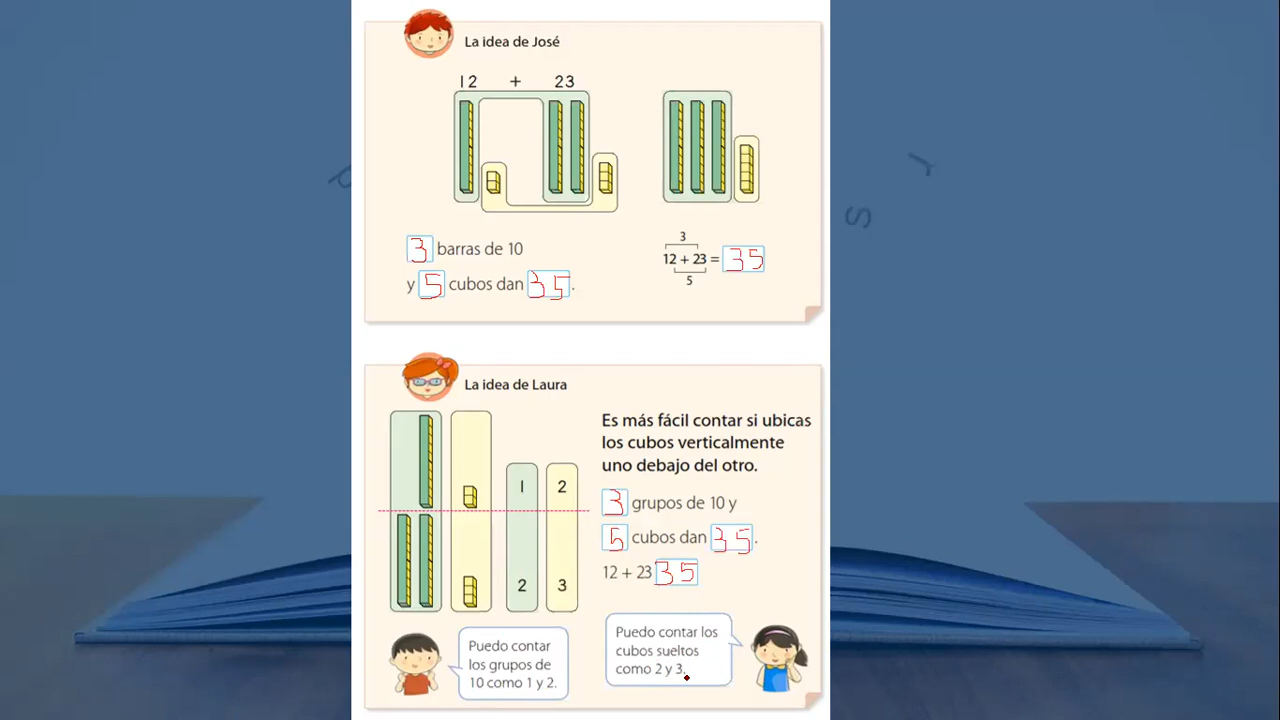 La idea de José
12 + 23
3 barras de 10
y 5 cubos dan 35.
3
12 + 23 = 35
5
La idea de Laura
Es más fácil contar si ubicas
los cubos verticalmente
uno debajo del otro.
1 2
2 3
3 grupos de 10 y
5 cubos dan 35.
12 + 23 35
Puedo contar
los grupos de
10 como 1 y 2.
Puedo contar los
cubos sueltos
como 2 y 3.